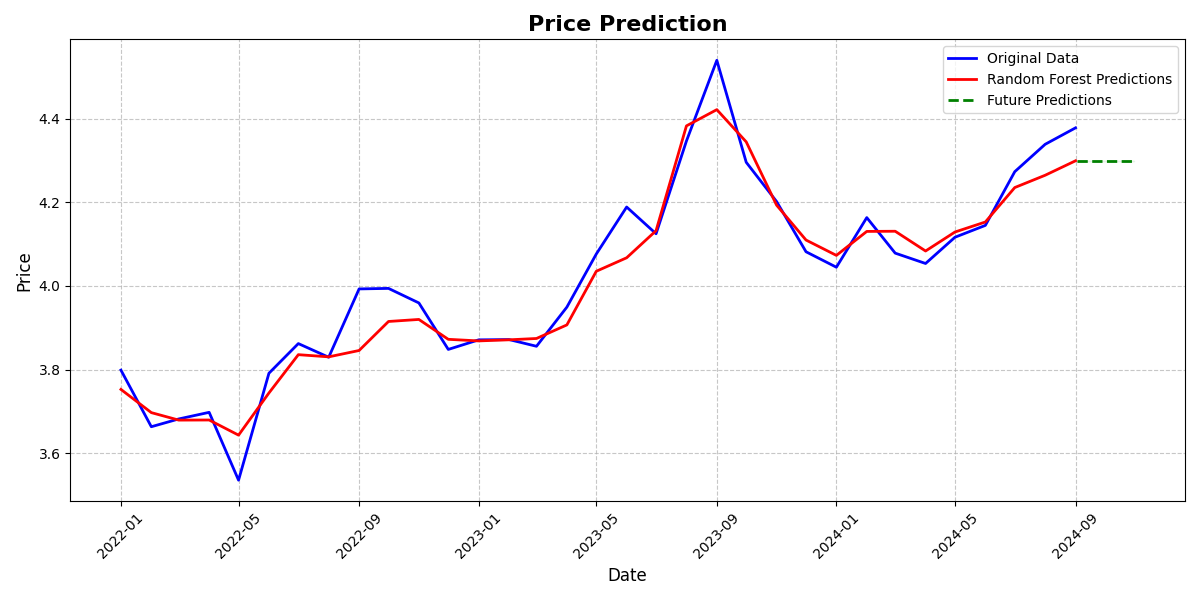 Price Prediction
Original Data
Random Forest Predictions
Future Predictions
Price
4.4
4.2
4.0
3.8
3.6
2022-01
2022-05
2022-09
2023-01
2023-05
2023-09
2024-01
2024-05
2024-09
Date